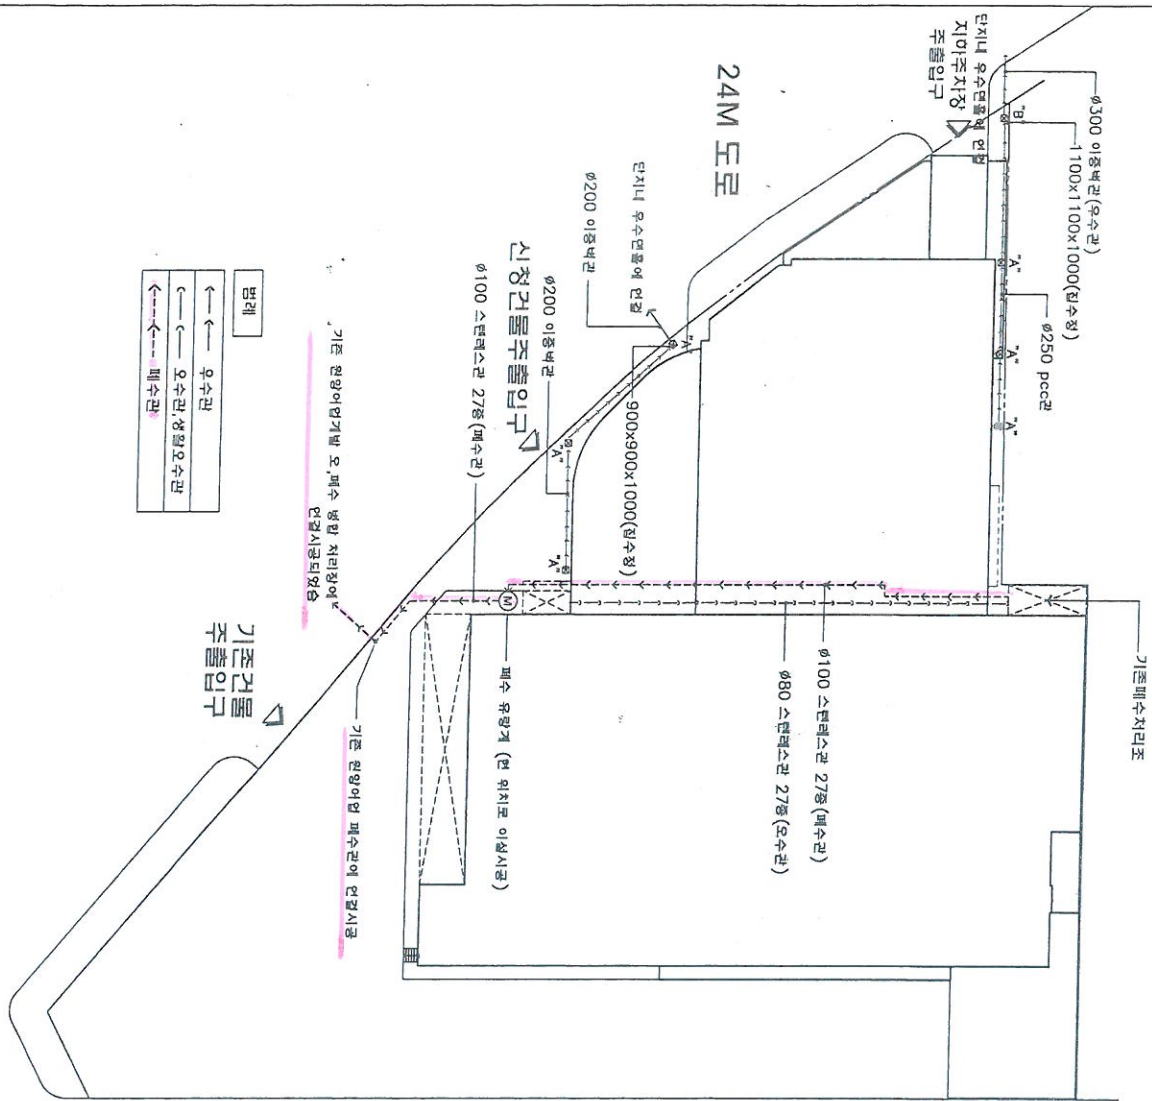 단지내 우수맨홀에 연결
지하주차장
주출입구
ø300 이중벽관(우수관)
"B"
1100x1100x1000(집수정)
"A"
ø250 pcc관
"A"
"A"
24M 도로
단지내 우수맨홀에 연결
ø200 이중벽관
"A"
900x900x1000(집수정)
신청건물주출입구
ø200 이중벽관
"A"
"A"
ø100 스텐레스관 27종(폐수관)
기존폐수처리조
ø100 스텐레스관 27종(폐수관)
ø80 스텐레스관 27종(오수관)
M
폐수 유량계 (현 위치로 이설시공)
기존 원양어업개발 오,폐수 병합 처리장에
연결시공되었음
기존 원양어업 폐수관에 연결시공
기존건물
주출입구
범례
우수관
오수관,생활오수관
폐수관